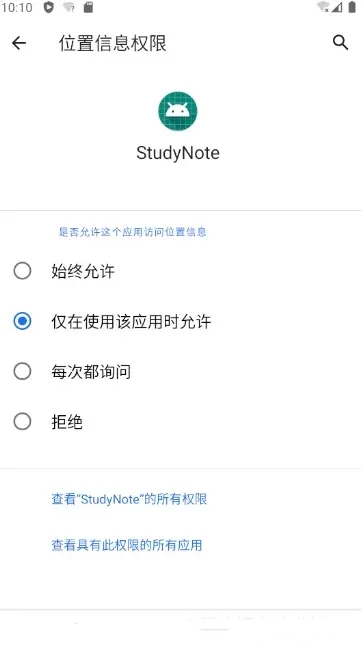 10:10
位置信息权限
StudyNote
是否允许这个应用访问位置信息
始终允许
仅在使用该应用时允许
每次都询问
拒绝
查看“StudyNote”的所有权限
查看具有此权限的所有应用